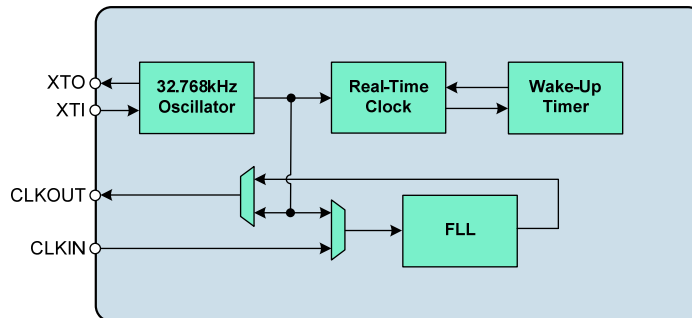 XTO
XTI
32.768kHz
Oscillator
Real-Time
Clock
Wake-Up
Timer
CLKOUT
CLKIN
FLL